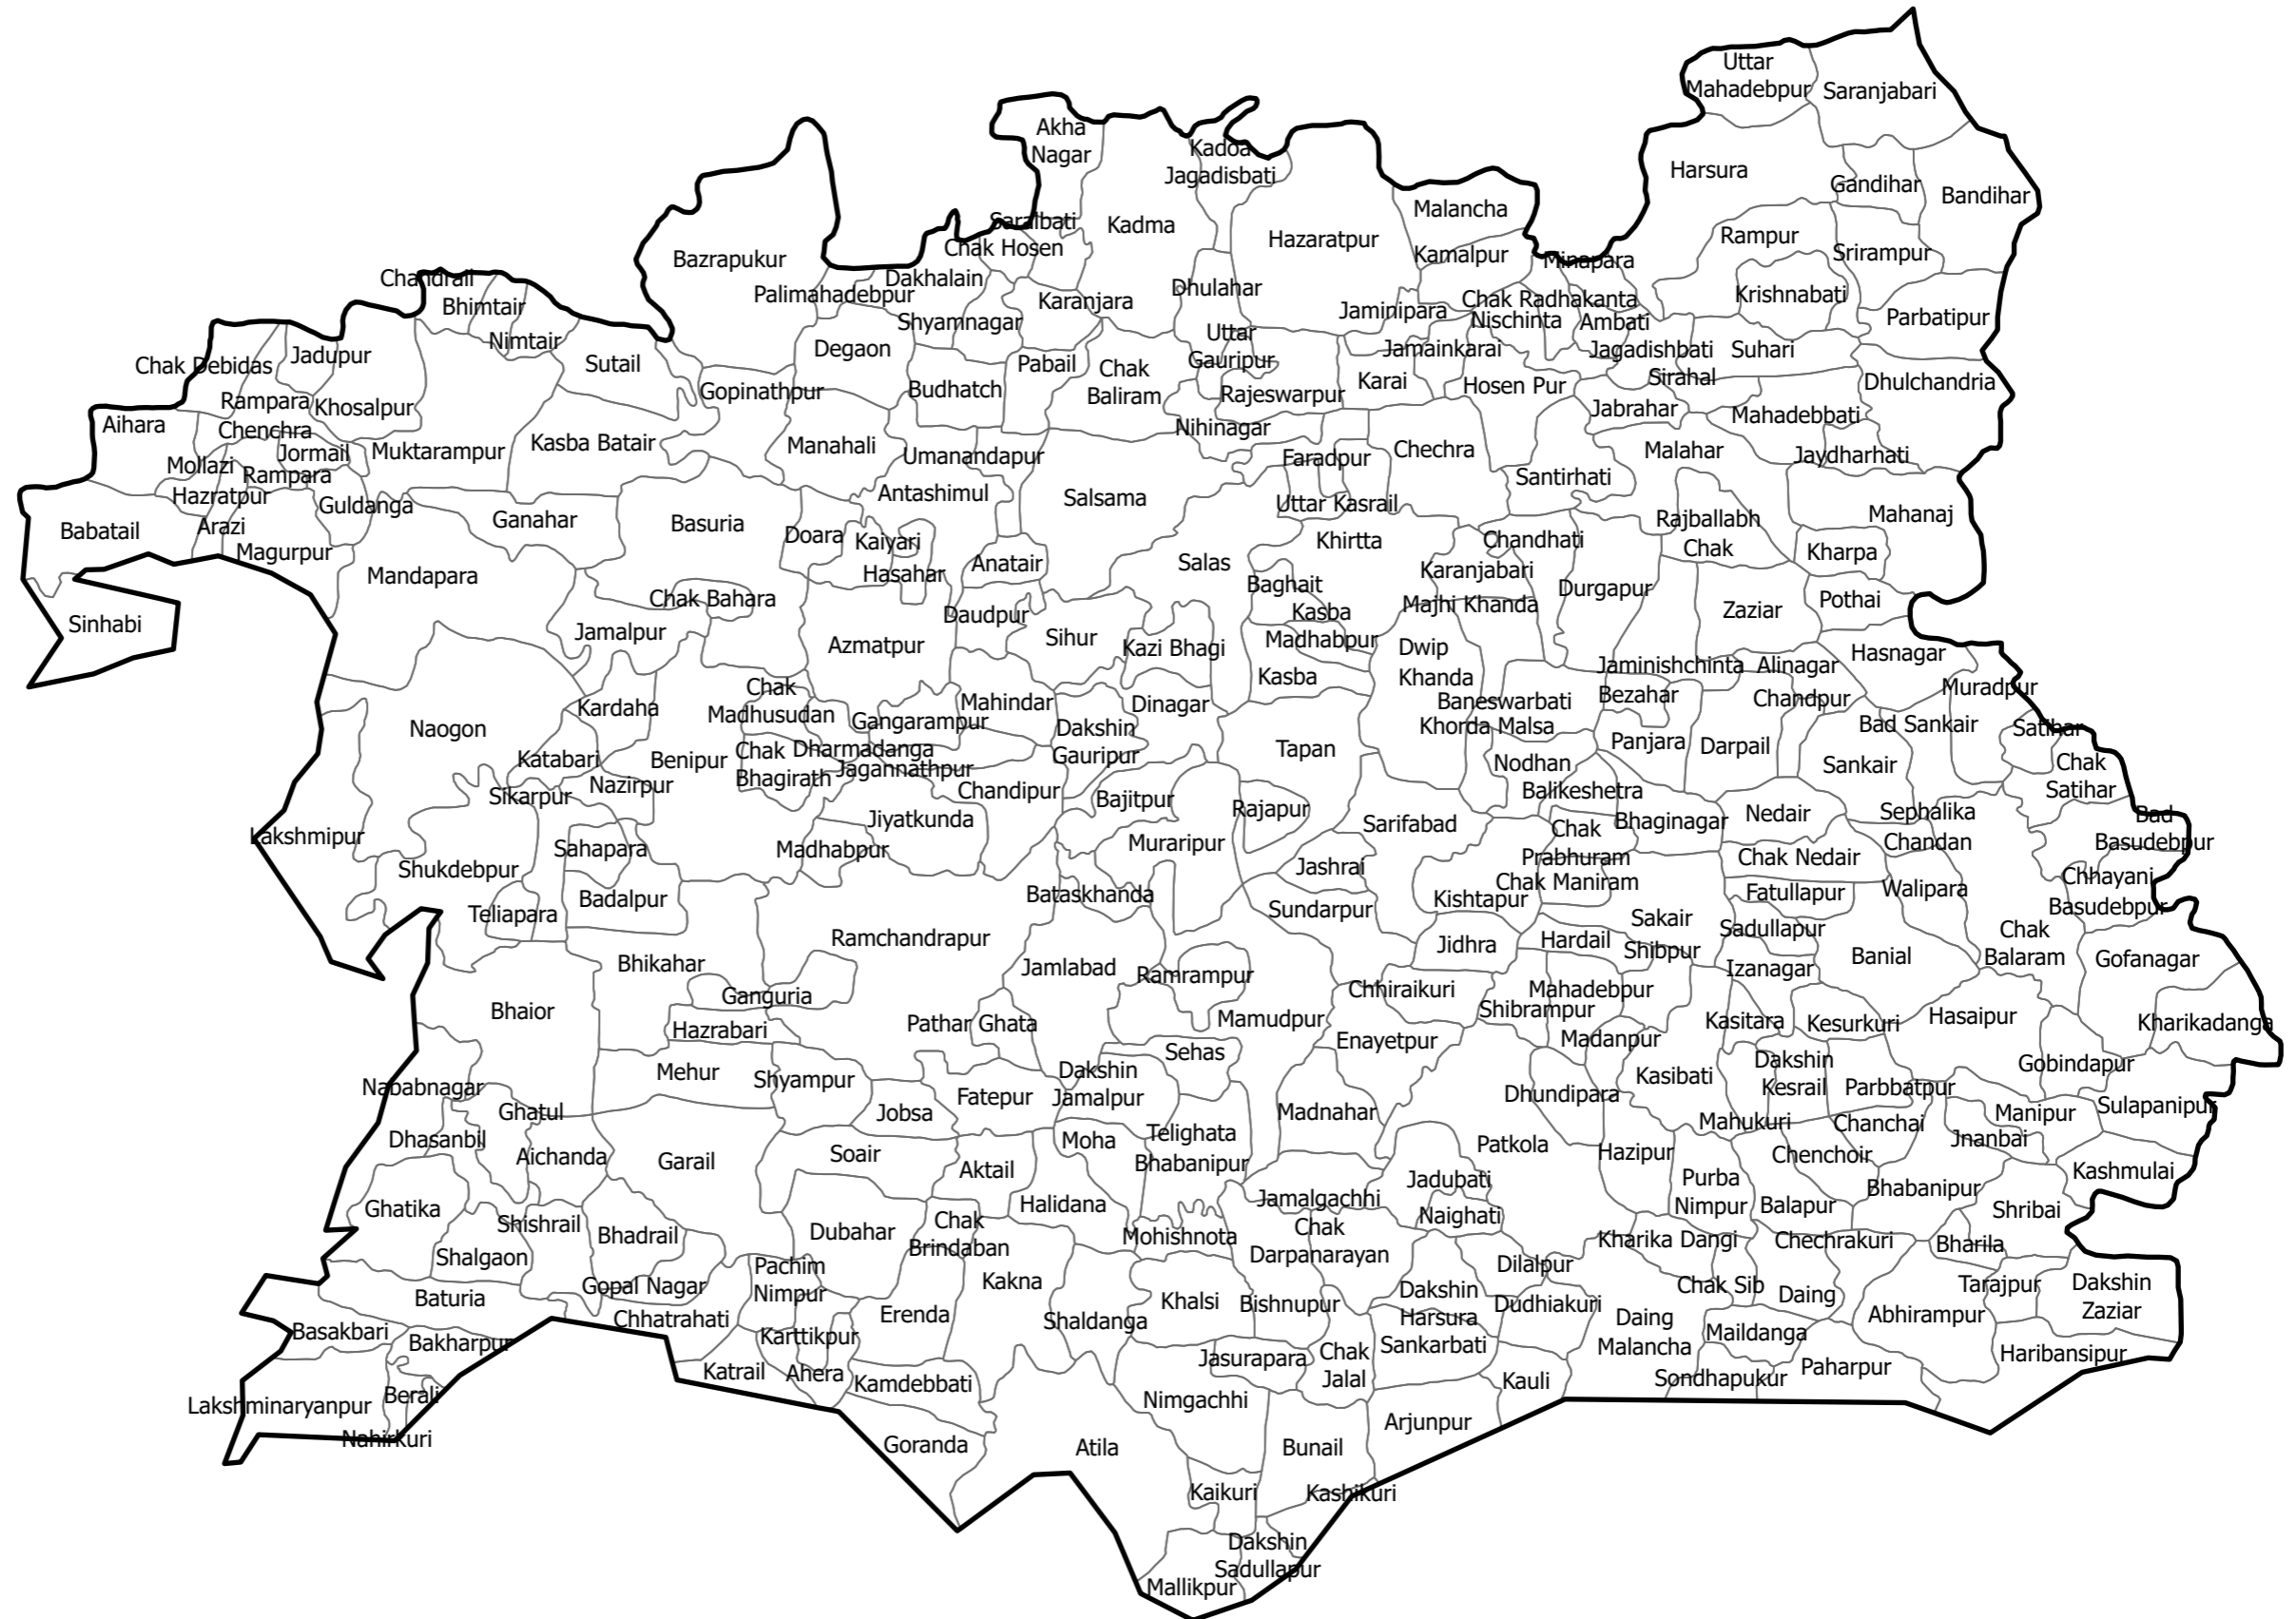 Uttar
Mahadebpur
Saranjabari
Akha
Nagar
Kadoa
Jagadisbati
Harsura
Gandihar
Bandihar
Malancha
Saralbati
Kadma
Hazaratpur
Rampur
Chak Hosen
Kamalpur
Srirampur
Bazrapukur
Minapara
Chandrail
Dakhalain
Dhulahar
Palimahadebpur
Krishnabati
Bhimtair
Karanjara
Chak Radhakanta
Jaminipara
Parbatipur
Shyamnagar
Nischinta
Ambati
Nimtair
Uttar
Gauripur
Degaon
Jamainkarai
Jagadishbati
Suhari
Jadupur
Chak Debidas
Sutail
Pabail
Chak
Baliram
Sirahal
Karai
Hosen Pur
Dhulchandria
Gopinathpur
Budhatch
Rajeswarpur
Rampara
Chenchra
Khosalpur
Jabrahar
Mahadebbati
Aihara
Nihinagar
Kasba Batair
Manahali
Muktarampur
Jormail
Umanandapur
Faradpur
Chechra
Malahar
Jaydharhati
Mollazi
Rampara
Santirhati
Hazratpur
Antashimul
Salsama
Guldanga
Uttar Kasrail
Babatail
Arazi
Ganahar
Basuria
Mahanaj
Rajballabh
Chak
Doara
Kaiyari
Khirtta
Chandhati
Magurpur
Kharpa
Mandapara
Hasahar
Anatair
Salas
Karanjabari
Baghait
Durgapur
Chak Bahara
Majhi Khanda
Pothai
Sinhabi
Daudpur
Kasba
Zaziar
Jamalpur
Azmatpur
Sihur
Kazi Bhagi
Madhabpur
Dwip
Khanda
Hasnagar
Jaminishchinta
Alinagar
Kasba
Chak
Madhusudan
Muradpur
Bezahar
Chandpur
Kardaha
Mahindar
Dinagar
Baneswarbati
Gangarampur
Naogon
Dakshin
Gauripur
Khorda Malsa
Bad Sankair
Satihar
Panjara
Darpail
Chak
Bhagirath
Dharmadanga
Tapan
Katabari
Benipur
Jagannathpur
Nodhan
Sankair
Chak
Satihar
Nazirpur
Sikarpur
Chandipur
Bajitpur
Balikeshetra
Rajapur
Nedair
Sephalika
Bad
Basudebpur
Jiyatkunda
Sarifabad
Bhaginagar
Chak
Prabhuram
Lakshmipur
Sahapara
Madhabpur
Muraripur
Chandan
Chak Nedair
Shukdebpur
Jashrai
Chhayani
Basudebpur
Chak Maniram
Fatullapur
Walipara
Badalpur
Bataskhanda
Kishtapur
Teliapara
Sundarpur
Sakair
Sadullapur
Chak
Balaram
Ramchandrapur
Jidhra
Hardail
Shibpur
Banial
Gofanagar
Bhikahar
Jamlabad
Ramrampur
Izanagar
Ganguria
Chhiraikuri
Mahadebpur
Bhaior
Shibrampur
Hazrabari
Pathar
Ghata
Mamudpur
Kasitara
Kesurkuri
Hasaipur
Kharikadanga
Enayetpur
Madanpur
Sehas
Gobindapur
Mehur
Shyampur
Dakshin
Jamalpur
Dakshin
Kesrail
Kasibati
Nababnagar
Parbbatpur
Fatepur
Dhundipara
Ghatul
Jobsa
Madnahar
Manipur
Sulapanipur
Mahukuri
Chanchai
Dhasanbil
Moha
Telighata
Bhabanipur
Patkola
Jnanbai
Aichanda
Garail
Soair
Hazipur
Chenchoir
Aktail
Kashmulai
Jadubati
Purba
Nimpur
Bhabanipur
Jamalgachhi
Halidana
Balapur
Ghatika
Naighati
Shribai
Shishrail
Bhadrail
Dubahar
Chak
Brindaban
Mohishnota
Chak
Darpanarayan
Kharika Dangi
Chechrakuri
Bharila
Shalgaon
Dilalpur
Pachim
Nimpur
Gopal Nagar
Kakna
Chak Sib
Tarajpur
Dakshin
Zaziar
Baturia
Khalsi
Bishnupur
Dakshin
Harsura
Dudhiakuri
Daing
Chhatrahati
Erenda
Shaldanga
Daing
Malancha
Abhirampur
Basakbari
Karttikpur
Sankarbati
Maildanga
Bakharpur
Jasurapara
Chak
Jalal
Haribansipur
Katrail
Ahera
Kamdebbati
Paharpur
Sondhapukur
Kauli
Berali
Lakshminaryanpur
Nimgachhi
Arjunpur
Nahirkuri
Goranda
Atila
Bunail
Kaikuri
Kashikuri
Dakshin
Sadullapur
Mallikpur